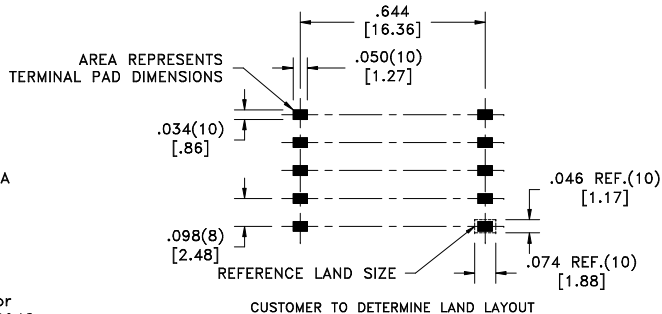 .644
[16.36]
AREA REPRESENTS
TERMINAL PAD DIMENSIONS
.050(10)
[1.27]
.034(10)
[.86]
A
.046 REF.(10)
[1.17]
.098(8)
[2.48]
REFERENCE LAND SIZE
.074 REF.(10)
[1.88]
or
CUSTOMER TO DETERMINE LAND LAYOUT